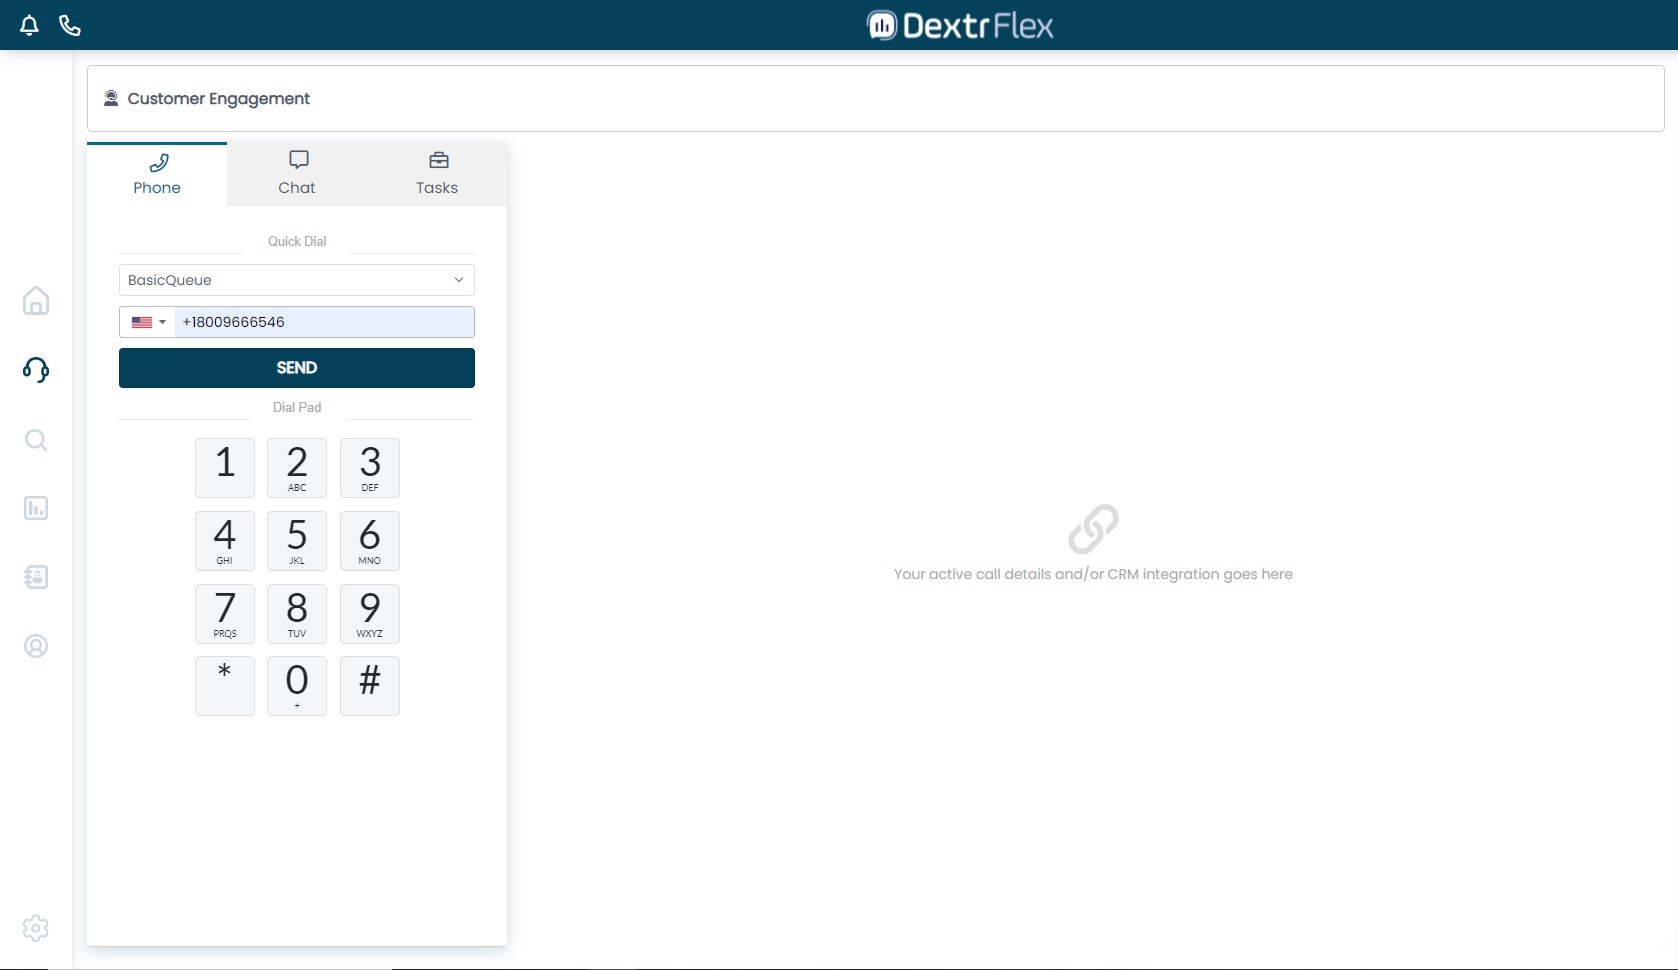 DextrFlex
Customer Engagement
Phone
Chat
Tasks
Quick Dial
BasicQueue
+18009666546
SEND
Dial Pad
1
2
ABC
3
DEF
4
GHI
5
JKL
6
MNO
7
PRQS
8
TUV
9
WXYZ
*
0
+
#
Your active call details and/or CRM integration goes here